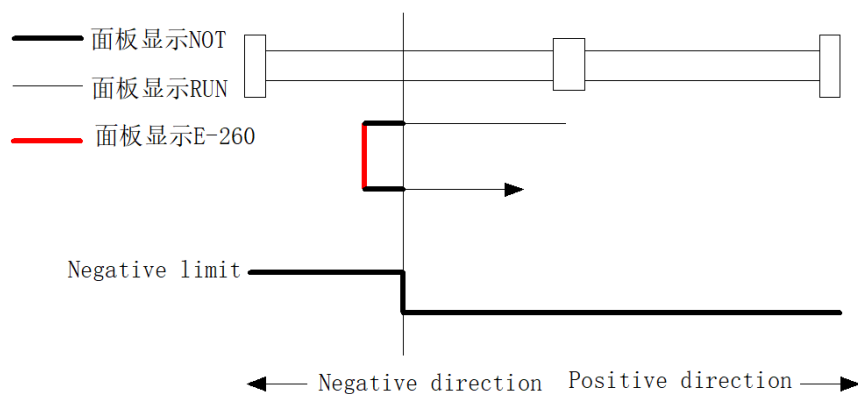 面板显示NOT
面板显示RUN
面板显示E-260
Negative limit
Negative direction
Positive direction